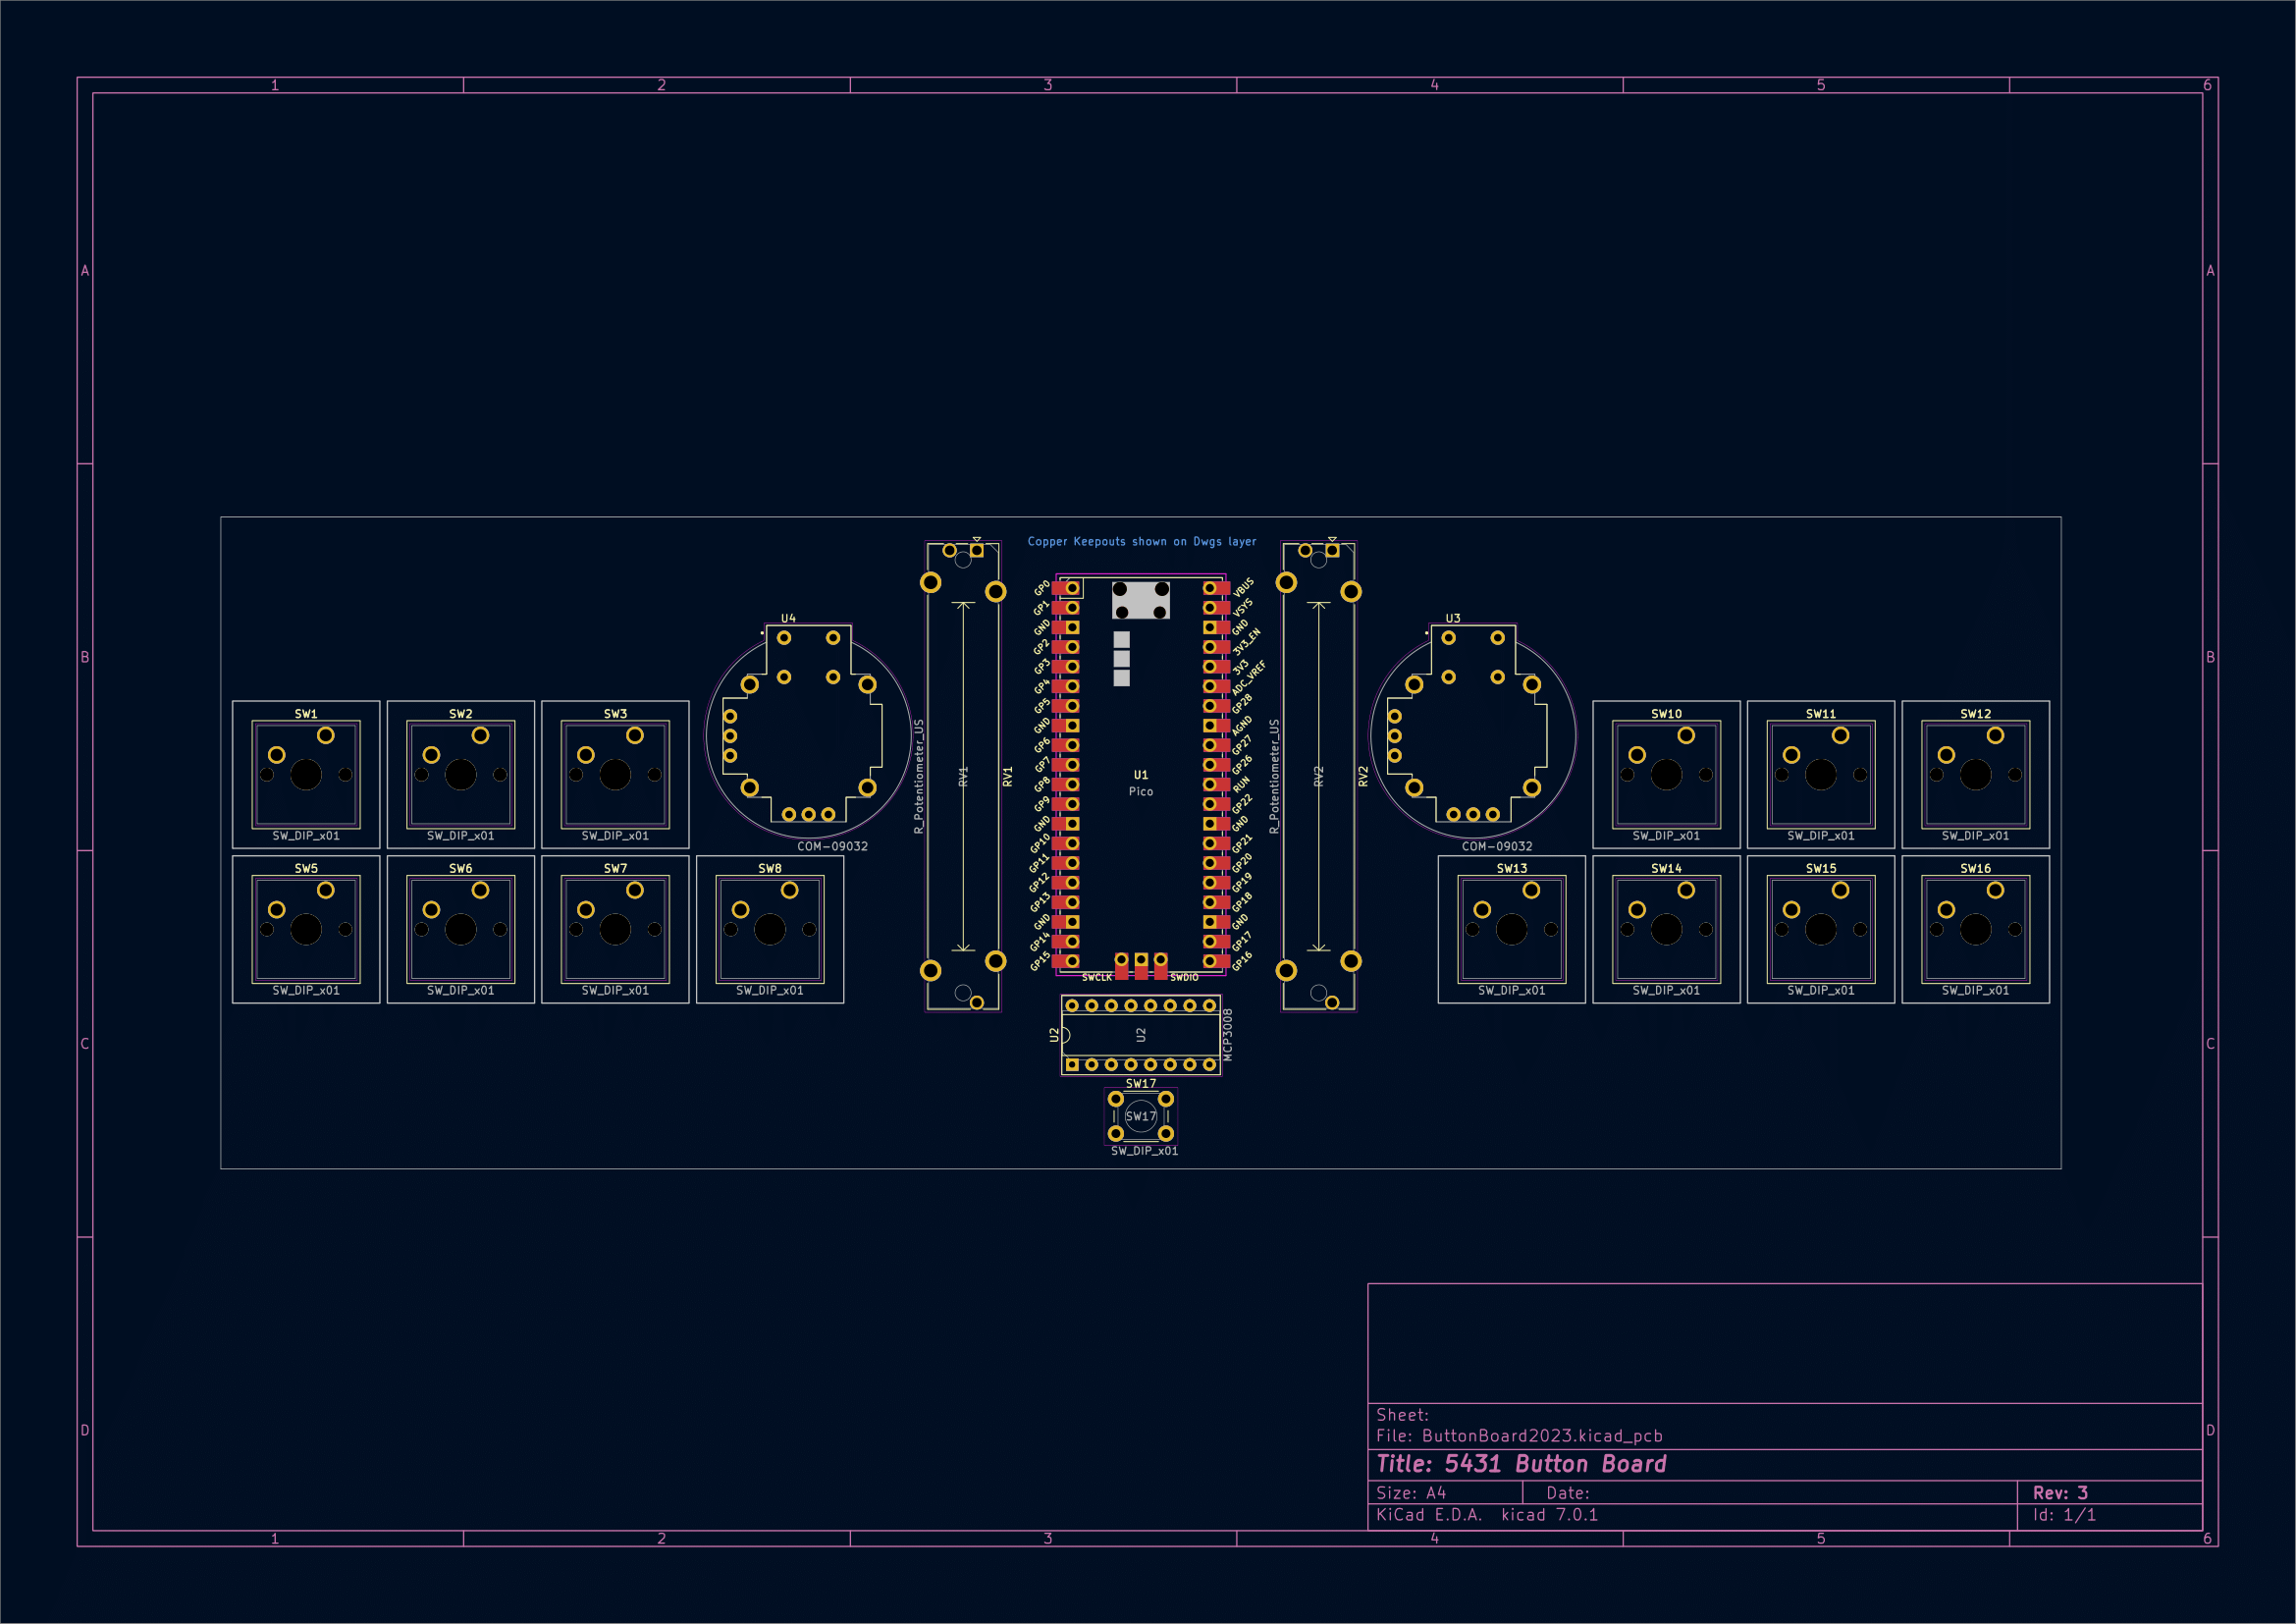 1 2 3 4 5 6
A A
B B
C C
D D
Copper Keepouts shown on Dwgs layer
U4
U3
COM-09032
COM-09032
R_Potentiometer_US
RV1
RV1
R_Potentiometer_US
RV2
RV2
GP0
GP1
GND
GP2
GP3
GP4
GP5
GND
GP6
GP7
GP8
GP9
GND
GP10
GP11
GP12
GP13
GND
GP14
GP15
VBUS
VSYS
GND
3V3_EN
3V3
ADC_VREF
GP28
AGND
GP27
GP26
RUN
GP22
GND
GP21
GP20
GP19
GP18
GND
GP17
GP16
U1
Pico
SWCLK SWDIO
SW1 SW2 SW3 SW10 SW11 SW12
SW_DIP_x01 SW_DIP_x01 SW_DIP_x01 SW_DIP_x01 SW_DIP_x01 SW_DIP_x01
SW5 SW6 SW7 SW8 SW13 SW14 SW15 SW16
SW_DIP_x01 SW_DIP_x01 SW_DIP_x01 SW_DIP_x01 SW_DIP_x01 SW_DIP_x01 SW_DIP_x01 SW_DIP_x01
U2
U2
MCP3008
SW17
SW17
SW_DIP_x01
Sheet:
File: ButtonBoard2023.kicad_pcb
Title: 5431 Button Board
Size: A4 Date: Rev: 3
KiCad E.D.A. kicad 7.0.1 Id: 1/1
1 2 3 4 5 6